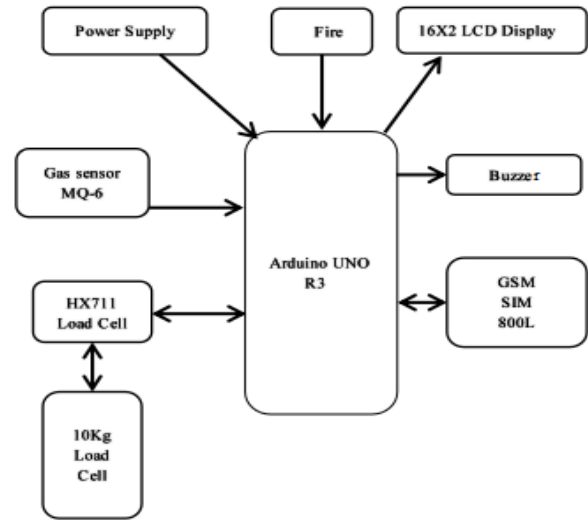 Power Supply
Fire
16X2 LCD Display
Gas sensor
MQ-6
Buzzer
Arduino UNO
R3
HX711
Load Cell
GSM
SIM
800L
10Kg
Load
Cell